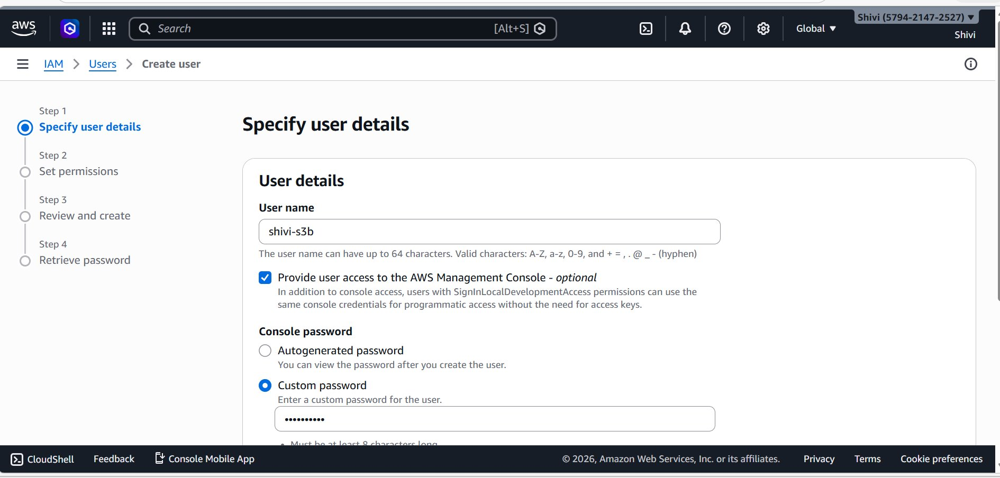 aws
Search [Alt+S]
Global
Shivi (5794-2147-2527)
Shivi
IAM
Users
Create user
Step 1
Specify user details
Step 2
Set permissions
Step 3
Review and create
Step 4
Retrieve password
Specify user details
User details
User name
shivi-s3b
The user name can have up to 64 characters. Valid characters: A-Z, a-z, 0-9, and + = , . @ _ - (hyphen)
Provide user access to the AWS Management Console - optional
In addition to console access, users with SignInLocalDevelopmentAccess permissions can use the
same console credentials for programmatic access without the need for access keys.
Console password
Autogenerated password
You can view the password after you create the user.
Custom password
Enter a custom password for the user.
••••••••••
• Must be at least 8 characters long
CloudShell
Feedback
Console Mobile App
© 2026, Amazon Web Services, Inc. or its affiliates.
Privacy
Terms
Cookie preferences